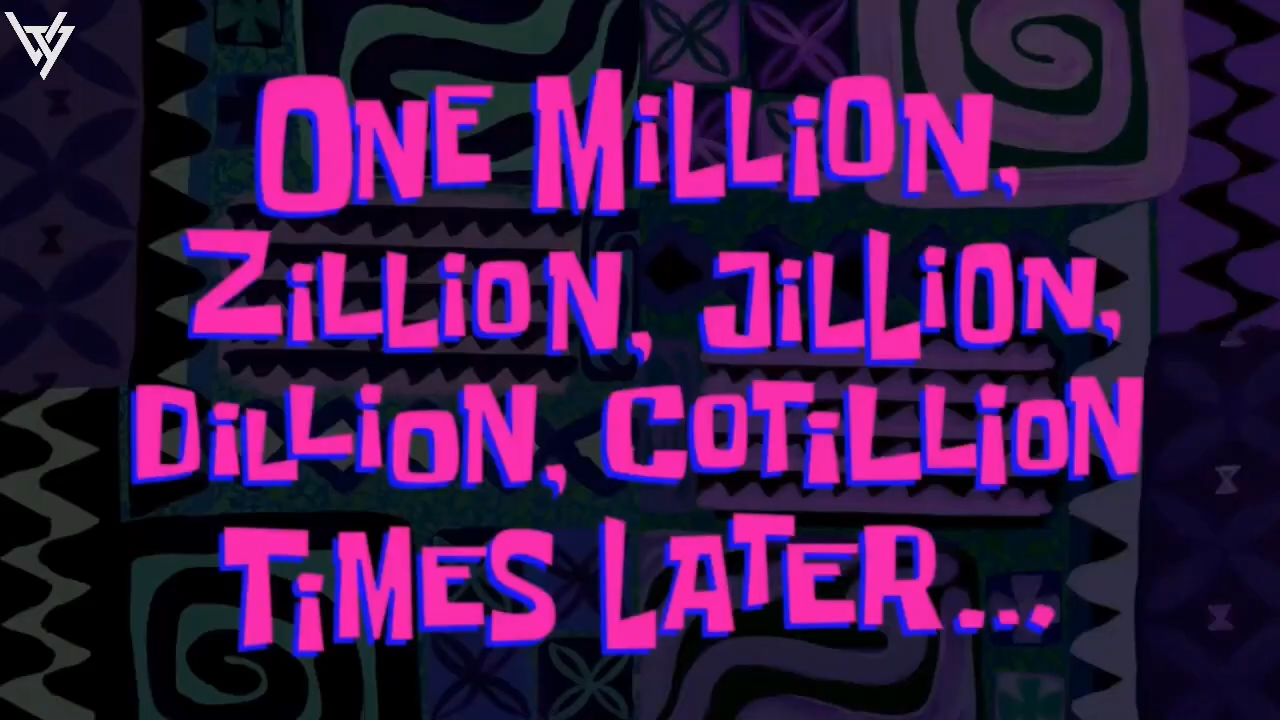 One Million,
Zillion, Jillion,
Dillion, Cotillion
Times Later...